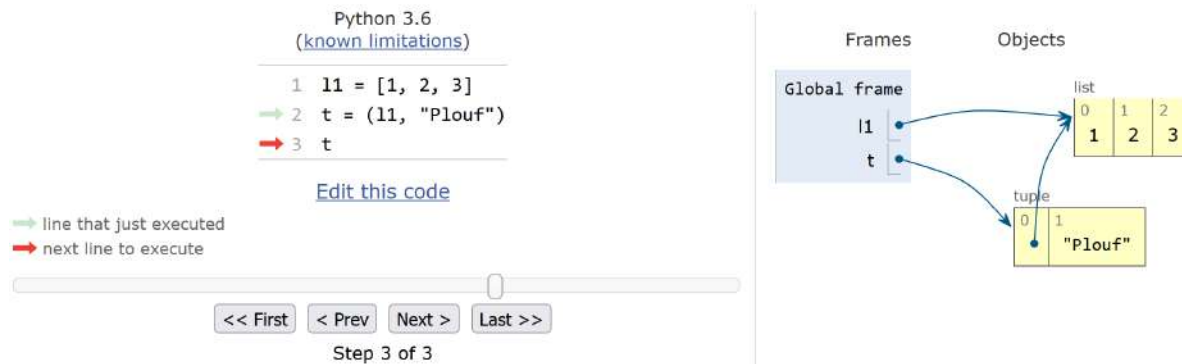 Python 3.6
(known limitations)
1 l1 = [1, 2, 3]
2 t = (l1, "Plouf")
3 t
Edit this code
line that just executed
next line to execute
<< First < Prev Next > Last >>
Step 3 of 3
Frames Objects
Global frame
l1
t
list
0 1 2
1 2 3
tuple
0 1
"Plouf"